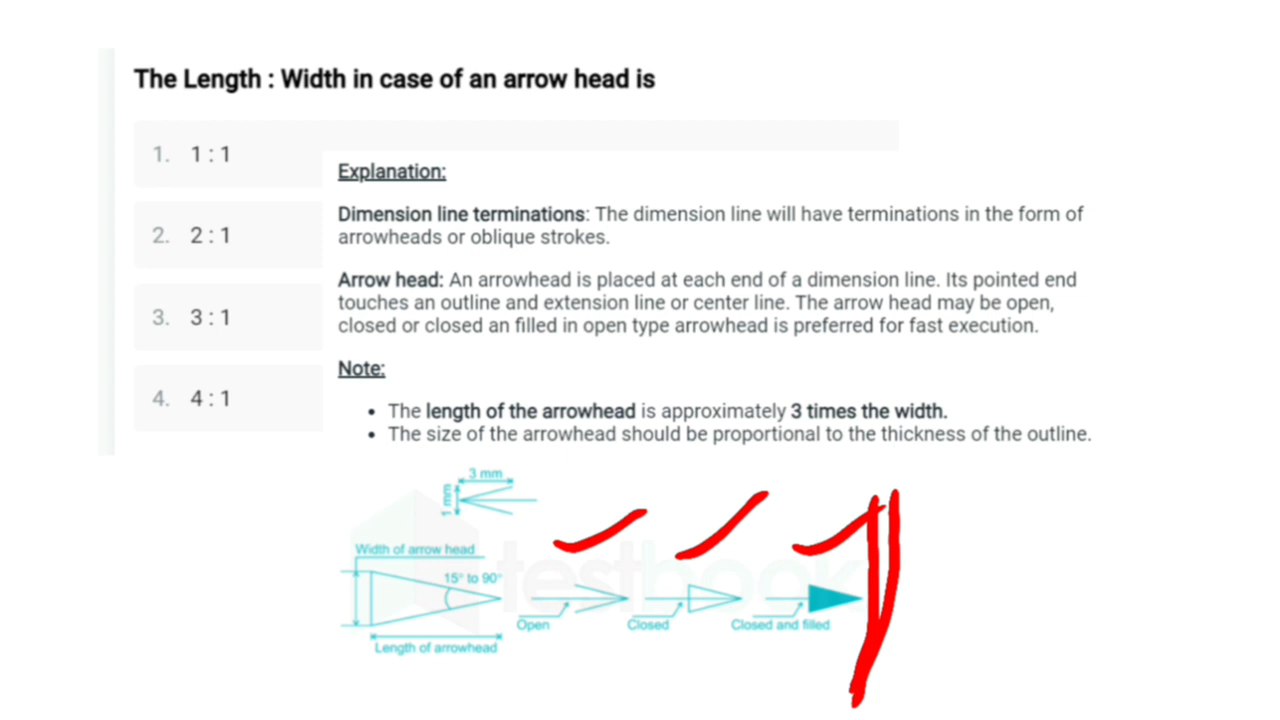 The Length : Width in case of an arrow head is
1. 1 : 1
2. 2 : 1
3. 3 : 1
4. 4 : 1
Explanation:
Dimension line terminations: The dimension line will have terminations in the form of
arrowheads or oblique strokes.
Arrow head: An arrowhead is placed at each end of a dimension line. Its pointed end
touches an outline and extension line or center line. The arrow head may be open,
closed or closed an filled in open type arrowhead is preferred for fast execution.
Note:
• The length of the arrowhead is approximately 3 times the width.
• The size of the arrowhead should be proportional to the thickness of the outline.
3 mm
1 mm
Width of arrow head
15° to 90°
Length of arrowhead
Open
Closed
Closed and filled
testbook